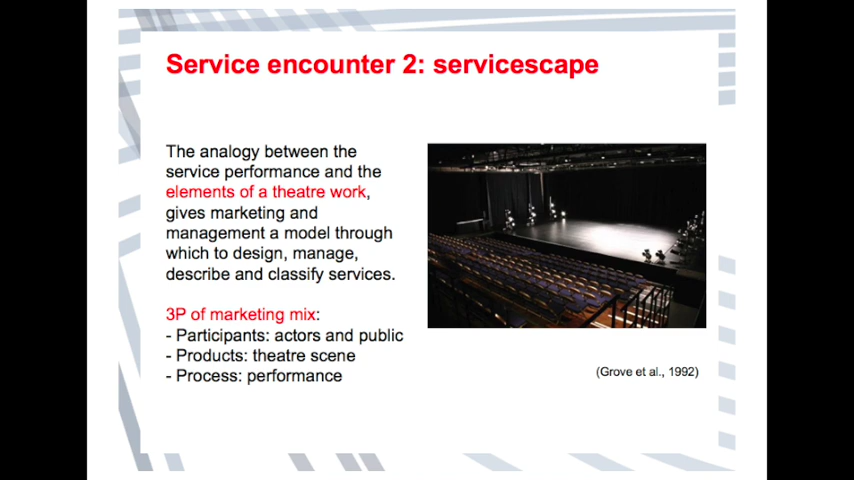 Service encounter 2: servicescape
The analogy between the
service performance and the
elements of a theatre work,
gives marketing and
management a model through
which to design, manage,
describe and classify services.
3P of marketing mix:
- Participants: actors and public
- Products: theatre scene
- Process: performance
(Grove et al., 1992)